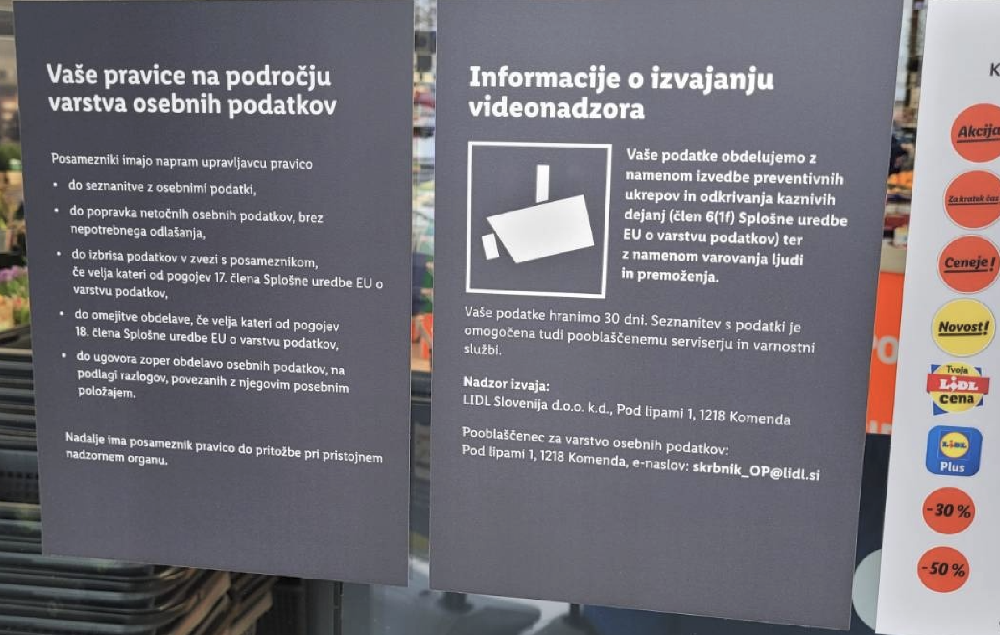 Vaše pravice na področju
varstva osebnih podatkov
Posamezniki imajo napram upravljavcu pravico
• do seznanitve z osebnimi podatki,
• do popravka netočnih osebnih podatkov, brez
nepotrebnega odlašanja,
• do izbrisa podatkov v zvezi s posameznikom,
če velja kateri od pogojev 17. člena Splošne uredbe EU o
varstvu podatkov,
• do omejitve obdelave, če velja kateri od pogojev
18. člena Splošne uredbe EU o varstvu podatkov,
• do ugovora zoper obdelavo osebnih podatkov, na
podlagi razlogov, povezanih z njegovim posebnim
položajem.
Nadalje ima posameznik pravico do pritožbe pri pristojnem
nadzornem organu.
Informacije o izvajanju
videonadzora
Vaše podatke obdelujemo z
namenom izvedbe preventivnih
ukrepov in odkrivanja kaznivih
dejanj (člen 6(1f) Splošne uredbe
EU o varstvu podatkov) ter
z namenom varovanja ljudi
in premoženja.
Vaše podatke hranimo 30 dni. Seznanitev s podatki je
omogočena tudi pooblaščenemu serviserju in varnostni
službi.
Nadzor izvaja:
LIDL Slovenija d.o.o. k.d., Pod lipami 1, 1218 Komenda
Pooblaščenec za varstvo osebnih podatkov:
Pod lipami 1, 1218 Komenda, e-naslov: skrbnik_OP@lidl.si
Akcija
Za kratek čas
Ceneje!
Novost!
Tvoja
LIDL
cena
LIDL
Plus
-30 %
-50 %